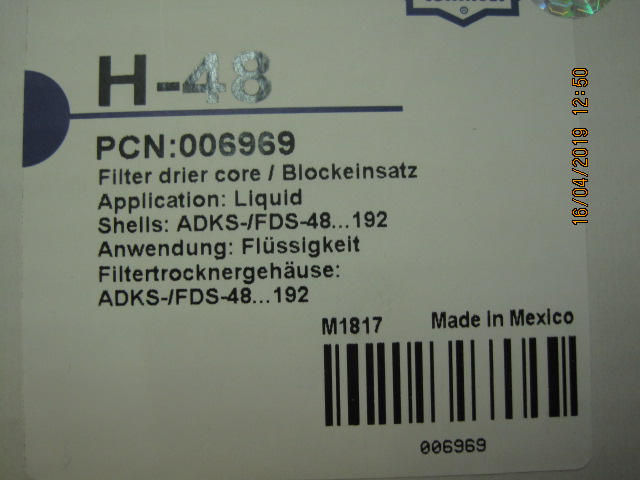 ®
H-48
PCN:006969
Filter drier core / Blockeinsatz
Application: Liquid
Shells: ADKS-/FDS-48...192
Anwendung: Flüssigkeit
Filtertrocknergehäuse:
ADKS-/FDS-48...192
M1817 Made in Mexico
006969
16/04/2019 12:50